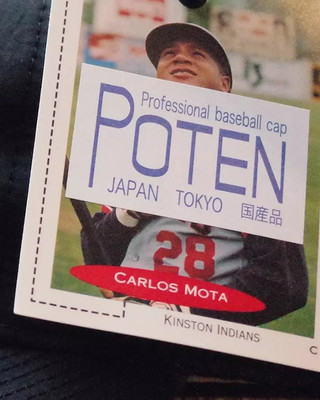 Professional baseball cap
POTEN
JAPAN TOKYO 国産品
28
CARLOS MOTA
KINSTON INDIANS
C